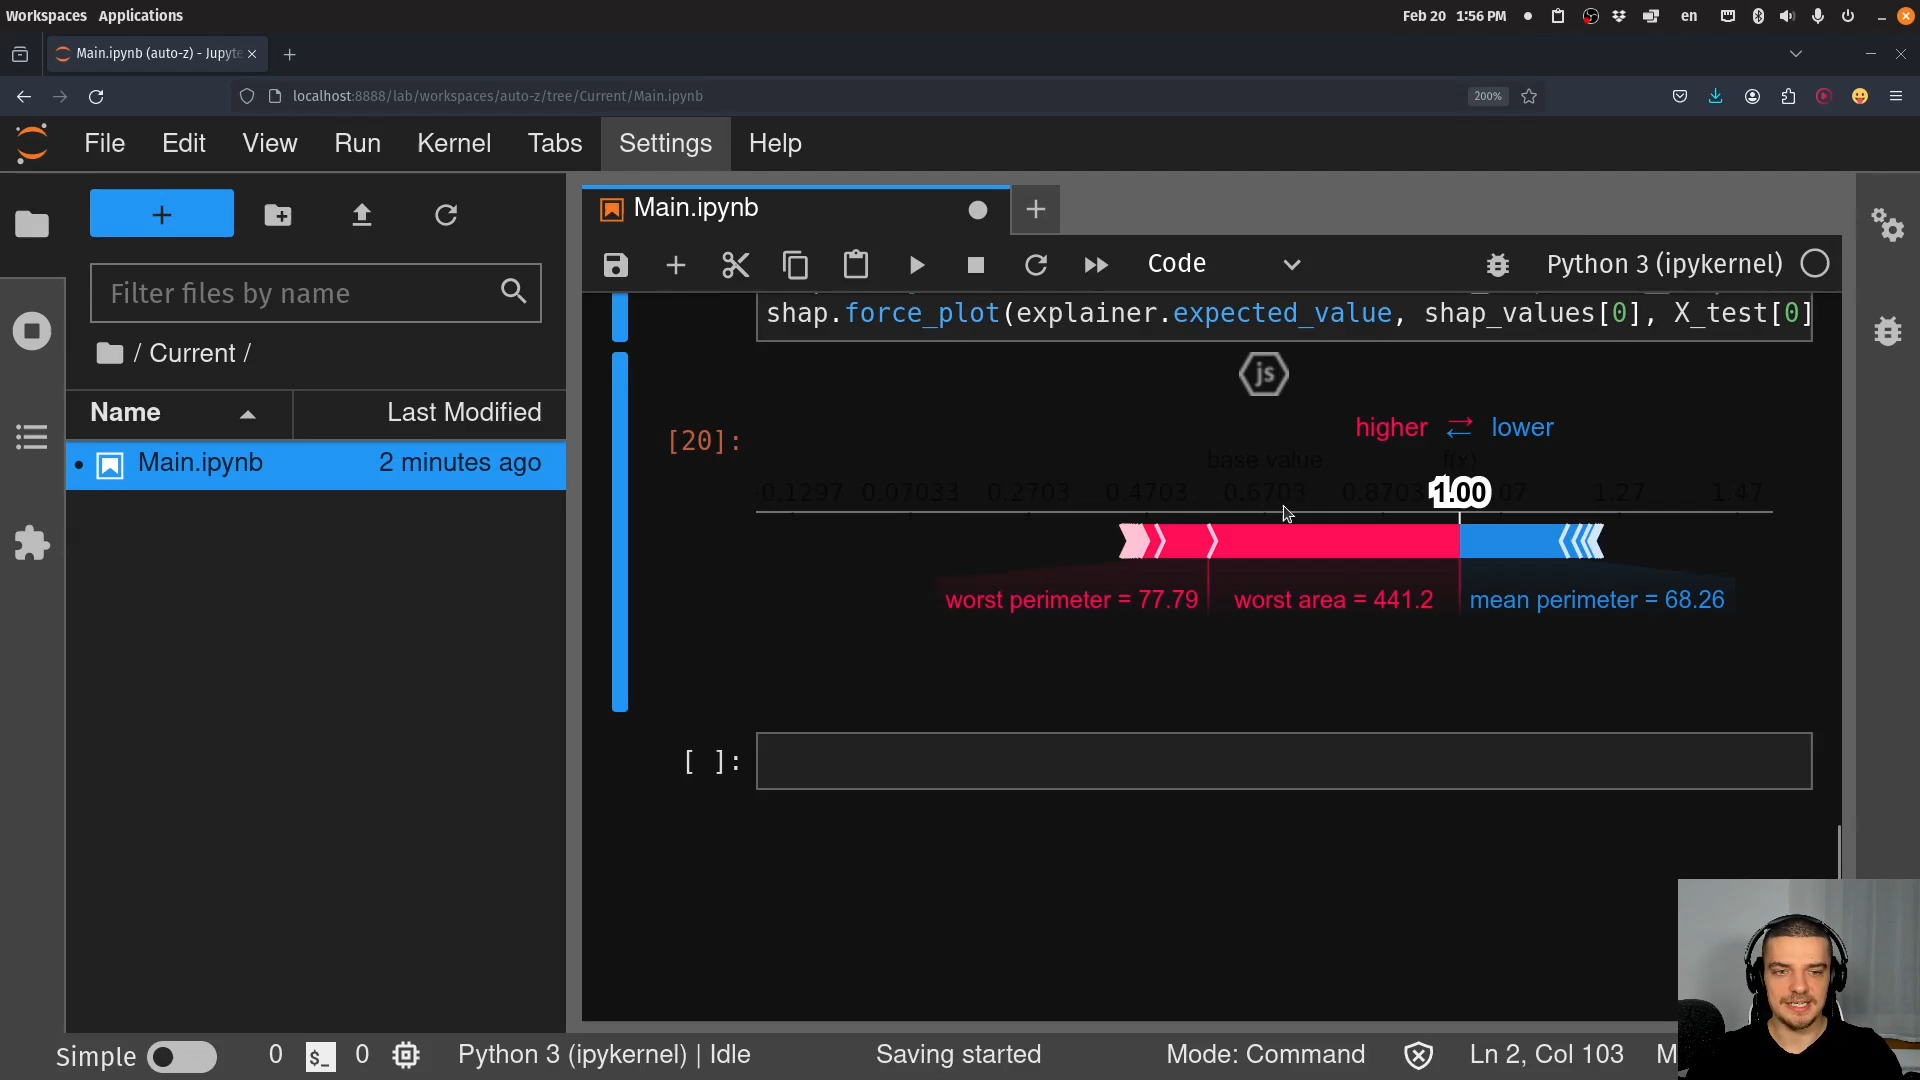 Workspaces Applications
Feb 20 1:56 PM en
Main.ipynb (auto-z) - Jupyte
localhost:8888/lab/workspaces/auto-z/tree/Current/Main.ipynb 200%
File Edit View Run Kernel Tabs Settings Help
Main.ipynb
Code Python 3 (ipykernel)
Filter files by name
/ Current /
Name Last Modified
Main.ipynb 2 minutes ago
shap.force_plot(explainer.expected_value, shap_values[0], X_test[0]
js
[20]:
higher lower
base value f(x)
-0.1297 0.07033 0.2703 0.4703 0.6703 0.8703 1.00 1.27 1.47
worst perimeter = 77.79 worst area = 441.2 mean perimeter = 68.26
[ ]:
Simple 0 $_ 0 Python 3 (ipykernel) | Idle Saving started Mode: Command Ln 2, Col 103 M